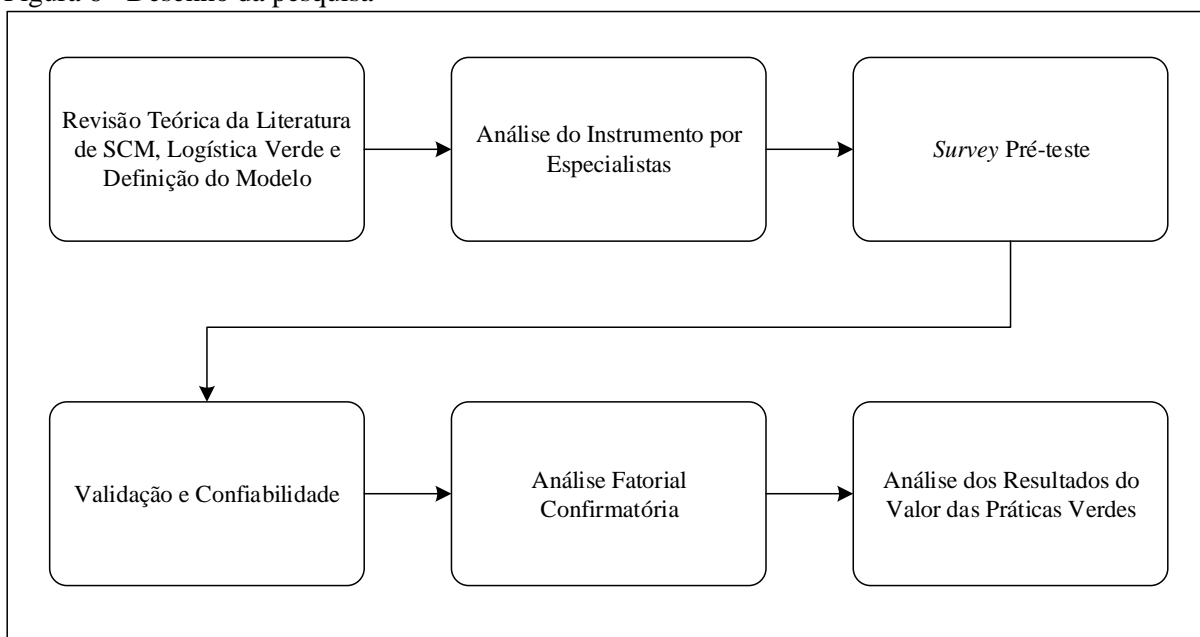 Figura 6 - Desenho da pesquisa
Revisão Teórica da Literatura
de SCM, Logística Verde e
Definição do Modelo
Análise do Instrumento por
Especialistas
Survey Pré-teste
Validação e Confiabilidade
Análise Fatorial
Confirmatória
Análise dos Resultados do
Valor das Práticas Verdes